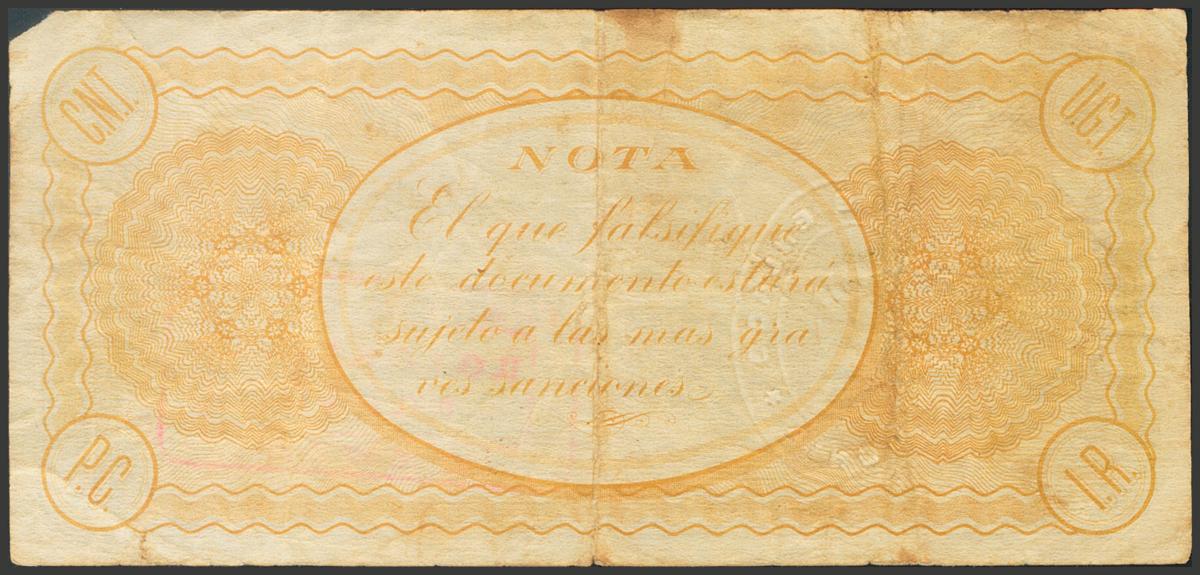 C.N.T.
U.G.T.
NOTA
El que falsifique
este documento estará
sujeto a las mas gra
ves sanciones
P.C.
I.R.